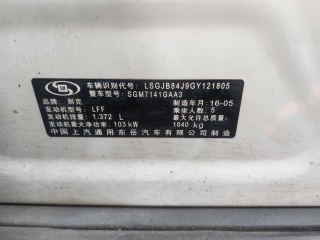 车辆识别代号: LSGJB84J9GY121805
整车型号: SGM7141GAA3
品牌: 别克 制造年月: 16-05
发动机型号: LFF 乘坐人数: 5
发动机排量: 1.372 L 最大允许总质量:
发动机最大净功率: 103 kW 1840 kg
中国上汽通用东岳汽车有限公司制造